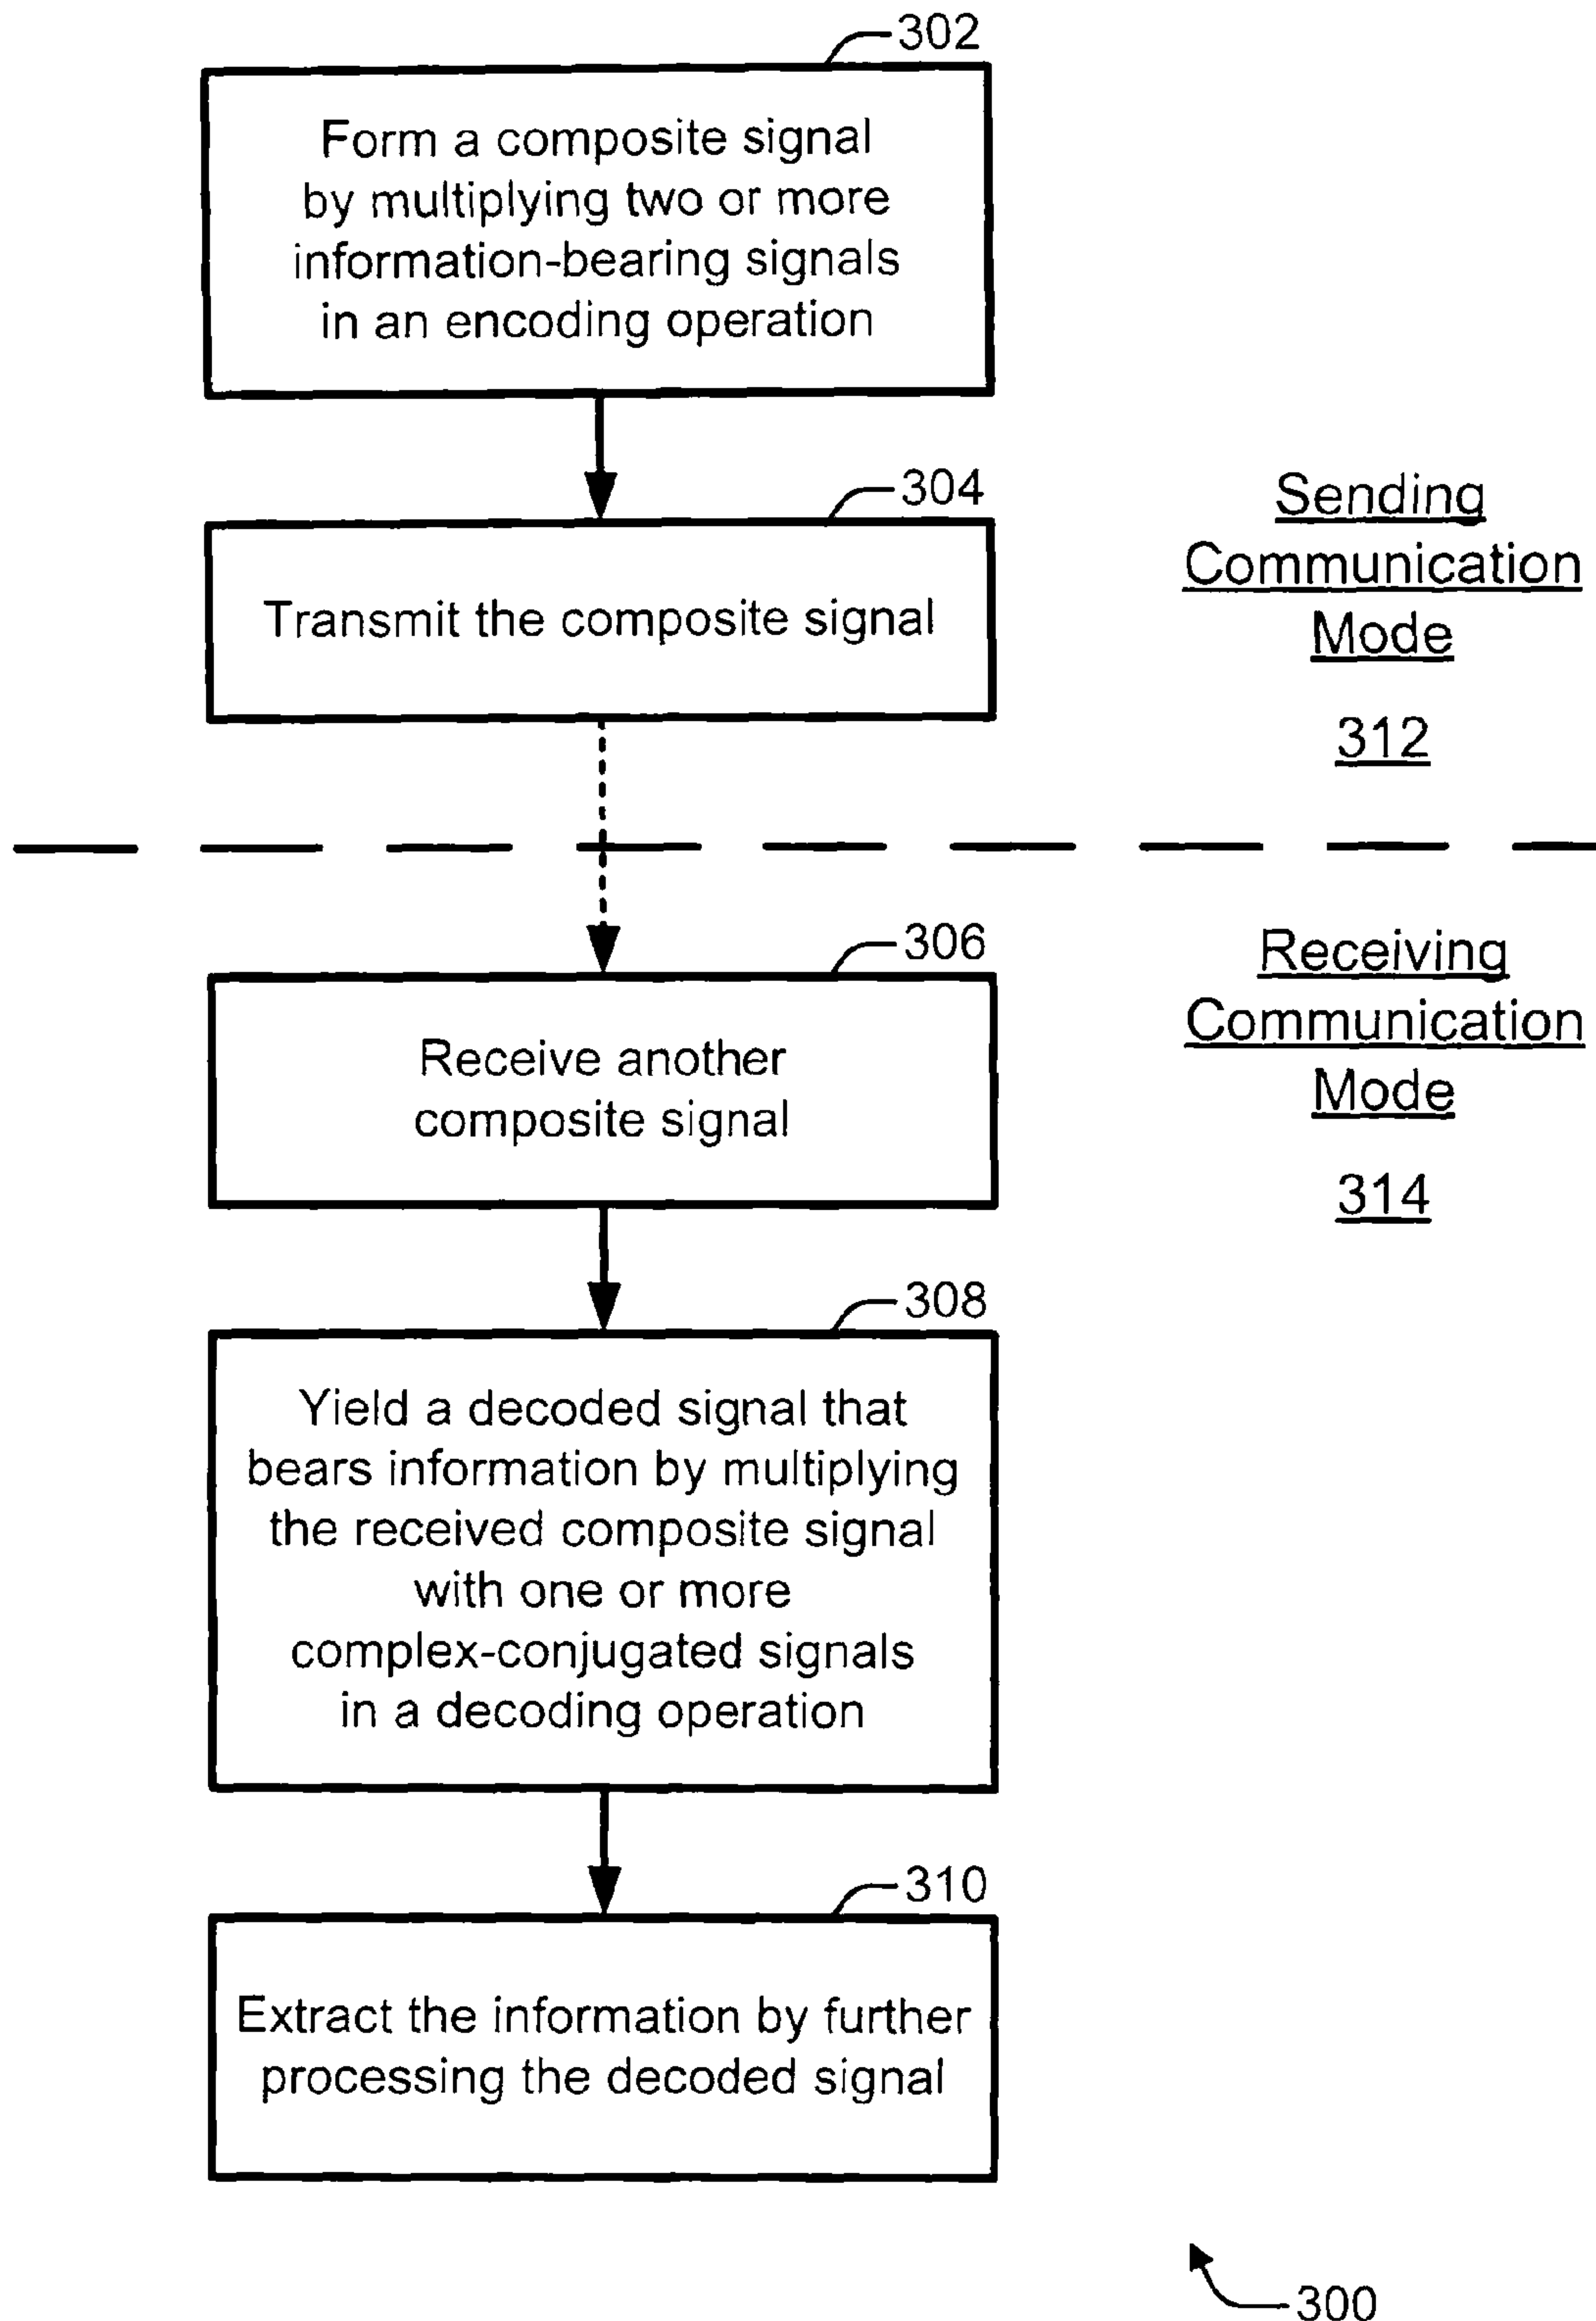 302
Form a composite signal
by multiplying two or more
information-bearing signals
in an encoding operation
304
Transmit the composite signal
Sending
Communication
Mode
312
306
Receive another
composite signal
Receiving
Communication
Mode
314
308
Yield a decoded signal that
bears information by multiplying
the received composite signal
with one or more
complex-conjugated signals
in a decoding operation
310
Extract the information by further
processing the decoded signal
300